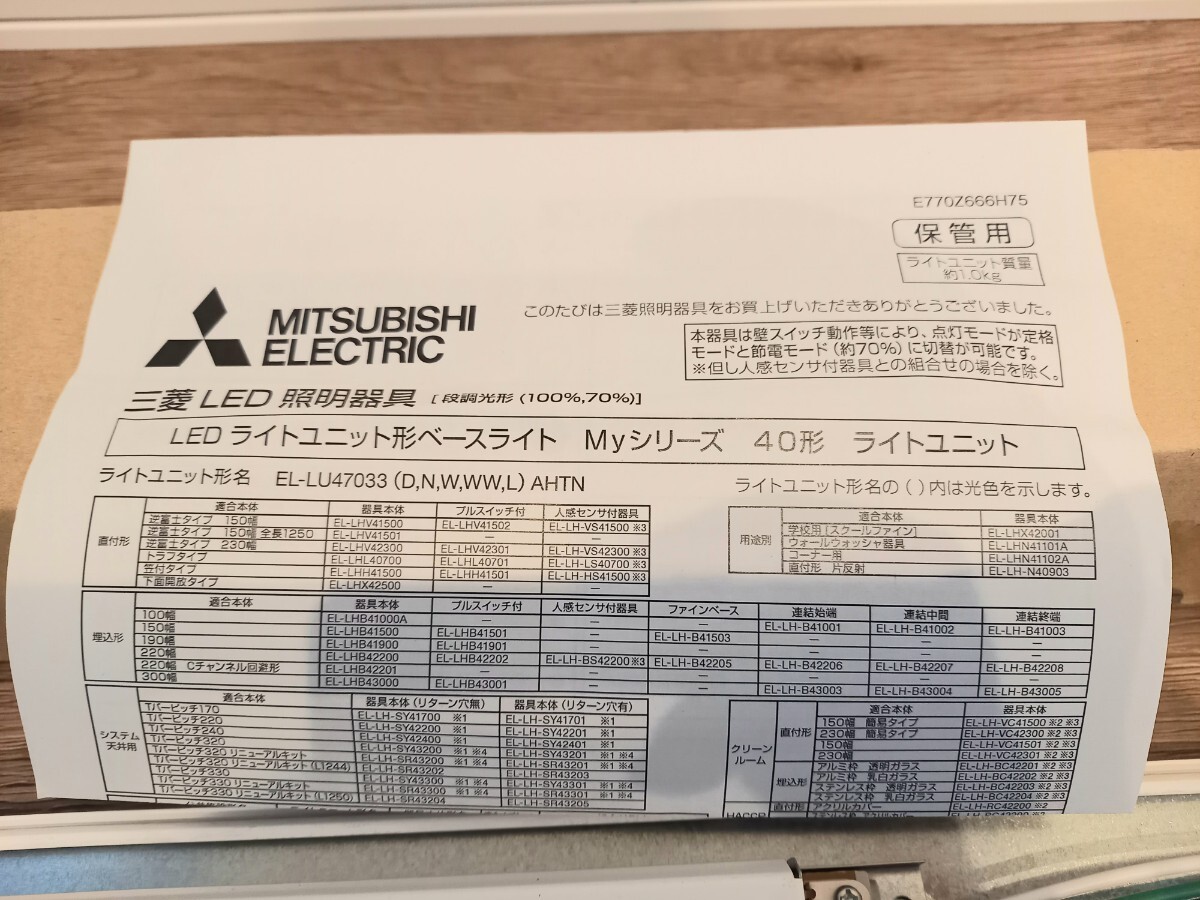 E770Z666H75
保管用
ライトユニット質量
約1.0kg
このたびは三菱照明器具をお買上げいただきありがとうございました。
MITSUBISHI
ELECTRIC
本器具は壁スイッチ動作等により、点灯モードが定格
モードと節電モード(約70%)に切替が可能です。
※但し人感センサ付器具との組合せの場合を除く。
三菱 LED 照明器具 [段調光形(100%,70%)]
LED ライトユニット形ベースライト Myシリーズ 40形 ライトユニット
ライトユニット形名 EL-LU47033 (D,N,W,WW,L) AHTN
ライトユニット形名の( )内は光色を示します。
直付形
適合本体 器具本体 プルスイッチ付 人感センサ付器具
逆富士タイプ 150幅 EL-LHV41500 EL-LHV41502 EL-LH-VS41500 ※3
逆富士タイプ 150幅 全長1250 EL-LHV41501 — —
逆富士タイプ 230幅 EL-LHV42300 EL-LHV42301 EL-LH-VS42300 ※3
トラフタイプ EL-LHL40700 EL-LHL40701 EL-LH-LS40700 ※3
笠付タイプ EL-LHH41500 EL-LHH41501 EL-LH-HS41500 ※3
下面開放タイプ EL-LHX42500 — —
用途別
適合本体 器具本体
学校用[スクールファイン] EL-LHX42001
ウォールウォッシャ器具 EL-LHN41101A
コーナー用 EL-LHN41102A
直付形 片反射 EL-LH-N40903
埋込形
適合本体 器具本体 プルスイッチ付 人感センサ付器具 ファインベース 連結始端 連結中間 連結終端
100幅 EL-LHB41000A — — — EL-LH-B41001 EL-LH-B41002 EL-LH-B41003
150幅 EL-LHB41500 EL-LHB41501 — EL-LH-B41503 — — —
190幅 EL-LHB41900 EL-LHB41901 — — — — —
220幅 EL-LHB42200 EL-LHB42202 EL-LH-BS42200※3 EL-LH-B42205 EL-LH-B42206 EL-LH-B42207 EL-LH-B42208
220幅 Cチャンネル回避形 EL-LHB42201 — — — — — —
300幅 EL-LHB43000 EL-LHB43001 — — EL-LH-B43003 EL-LH-B43004 EL-LH-B43005
システム
天井用
適合本体 器具本体(リターン穴無) 器具本体(リターン穴有)
Tバーピッチ170 EL-LH-SY41700 ※1 EL-LH-SY41701 ※1
Tバーピッチ220 EL-LH-SY42200 ※1 EL-LH-SY42201 ※1
Tバーピッチ240 EL-LH-SY42400 ※1 EL-LH-SY42401 ※1
Tバーピッチ320 EL-LH-SY43200 ※1 ※4 EL-LH-SY43201 ※1 ※4
Tバーピッチ320 リニューアルキット EL-LH-SR43200 ※1 ※4 EL-LH-SR43201 ※1 ※4
Tバーピッチ320 リニューアルキット (L1244) EL-LH-SR43202 EL-LH-SR43203
Tバーピッチ330 EL-LH-SY43300 ※1 ※4 EL-LH-SY43301 ※1 ※4
Tバーピッチ330 リニューアルキット EL-LH-SR43300 ※1 ※4 EL-LH-SR43301 ※1 ※4
Tバーピッチ330 リニューアルキット (L1250) EL-LH-SR43204 EL-LH-SR43205
クリーン
ルーム
適合本体 器具本体
直付形
150幅 簡易タイプ EL-LH-VC41500 ※2 ※3
230幅 簡易タイプ EL-LH-VC42300 ※2 ※3
150幅 EL-LH-VC41501 ※2 ※3
230幅 EL-LH-VC42301 ※2 ※3
埋込形
アルミ枠 透明ガラス EL-LH-BC42201 ※2 ※3
アルミ枠 乳白ガラス EL-LH-BC42202 ※2 ※3
ステンレス枠 透明ガラス EL-LH-BC42203 ※2 ※3
ステンレス枠 乳白ガラス EL-LH-BC42204 ※2 ※3
HACCP
直付形 アクリルカバー EL-LH-RC42200 ※2